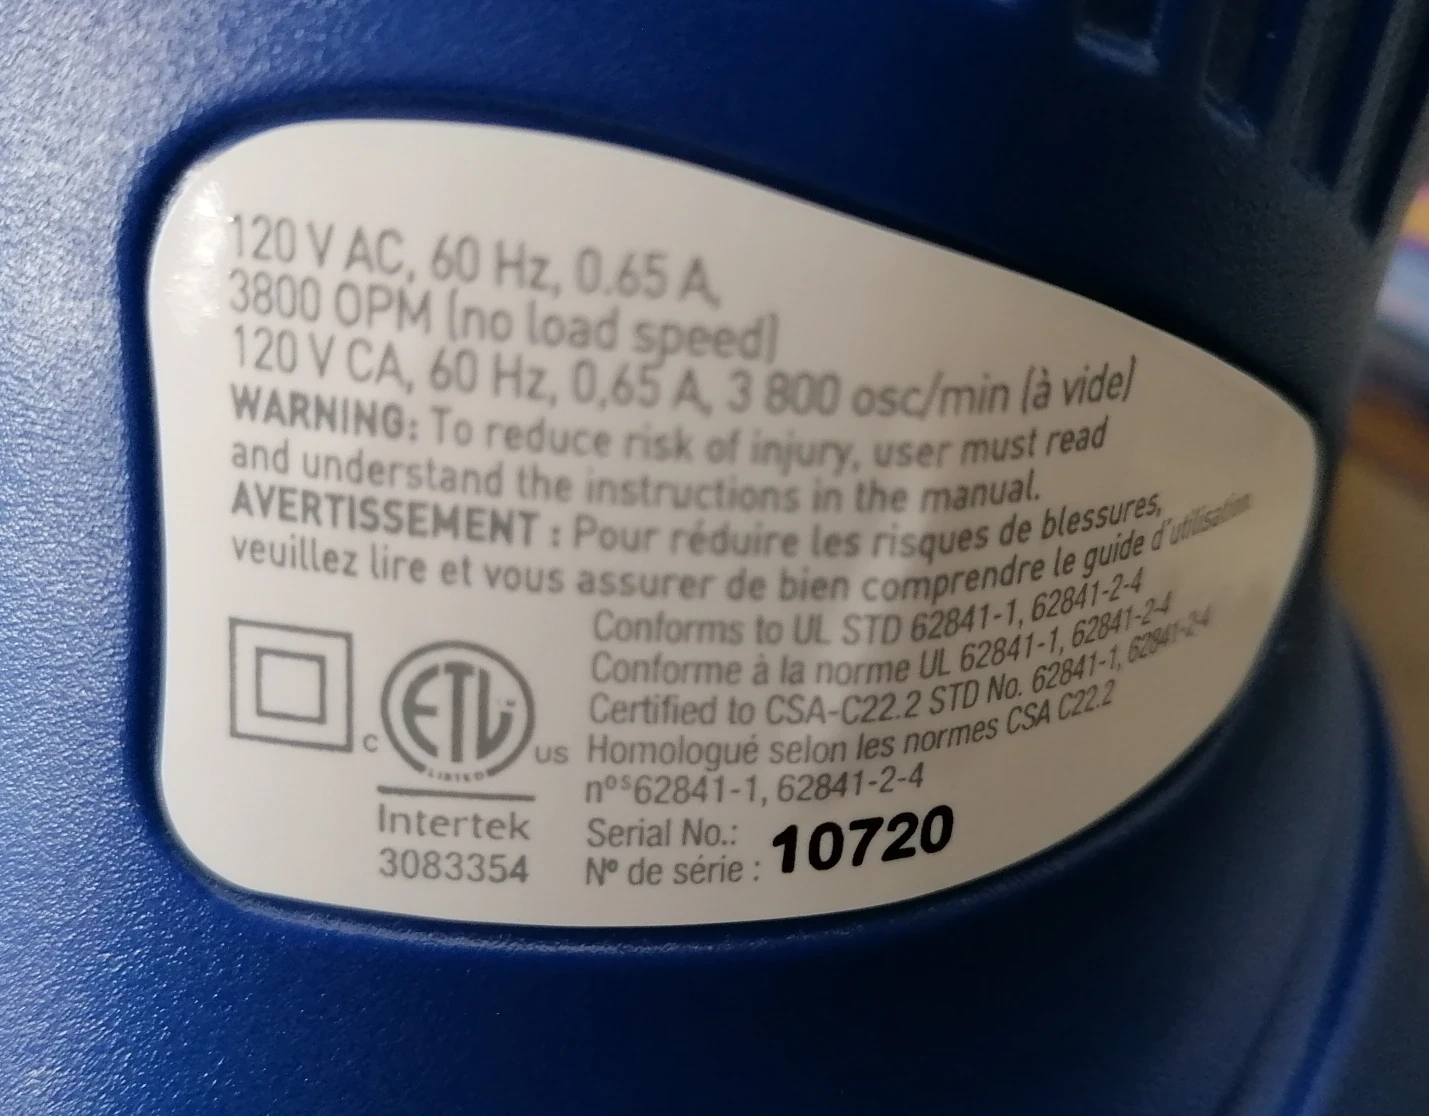 120 V AC, 60 Hz, 0.65 A,
3800 OPM (no load speed)
120 V CA, 60 Hz, 0,65 A, 3 800 osc/min (à vide)
WARNING: To reduce risk of injury, user must read
and understand the instructions in the manual.
AVERTISSEMENT : Pour réduire les risques de blessures,
veuillez lire et vous assurer de bien comprendre le guide d'utilisation.
Conforms to UL STD 62841-1, 62841-2-4
Conforme à la norme UL 62841-1, 62841-2-4
Certified to CSA-C22.2 STD No. 62841-1, 62841-2-4
Homologué selon les normes CSA C22.2
nᵒˢ62841-1, 62841-2-4
C ETL US
LISTED
Intertek
3083354
Serial No.:
Nº de série : 10720